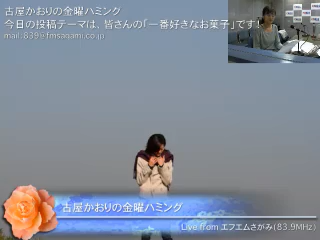 古屋かおりの金曜ハミング
今日の投稿テーマは、皆さんの「一番好きなお菓子」です！
mail:839@fmsagami.co.jp
古屋かおりの金曜ハミング
Live from エフエムさがみ(83.9MHz)